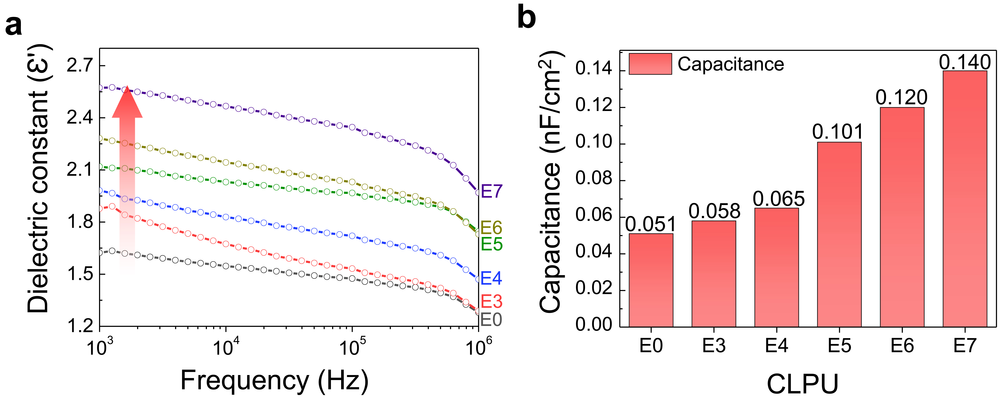 a
Dielectric constant (ε')
2.7
2.4
2.1
1.8
1.5
1.2
E7
E6
E5
E4
E3
E0
10³
10⁴
10⁵
10⁶
Frequency (Hz)
b
Capacitance (nF/cm²)
0.14
0.12
0.10
0.08
0.06
0.04
0.02
0.00
Capacitance
0.051
0.058
0.065
0.101
0.120
0.140
E0
E3
E4
E5
E6
E7
CLPU